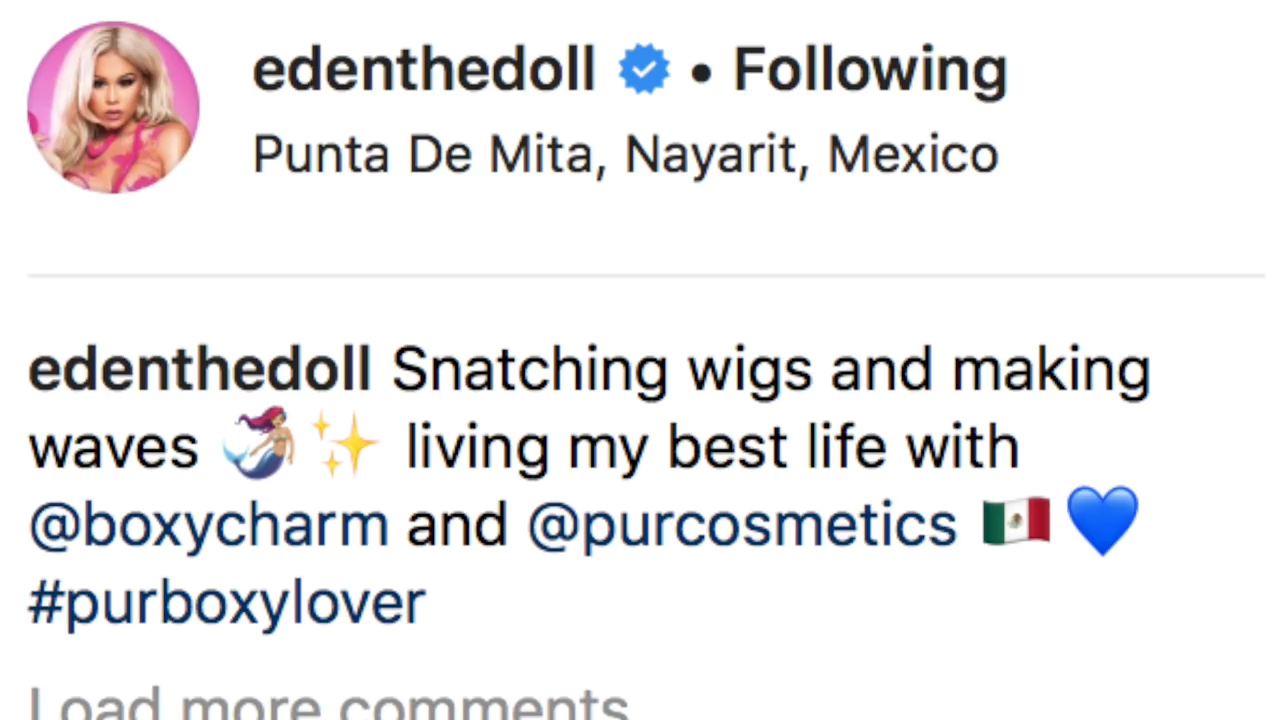 edenthedoll • Following
Punta De Mita, Nayarit, Mexico
edenthedoll Snatching wigs and making
waves 🧜🏼‍♀️✨ living my best life with
@boxycharm and @purcosmetics 🇲🇽 💙
#purboxylover
Load more comments